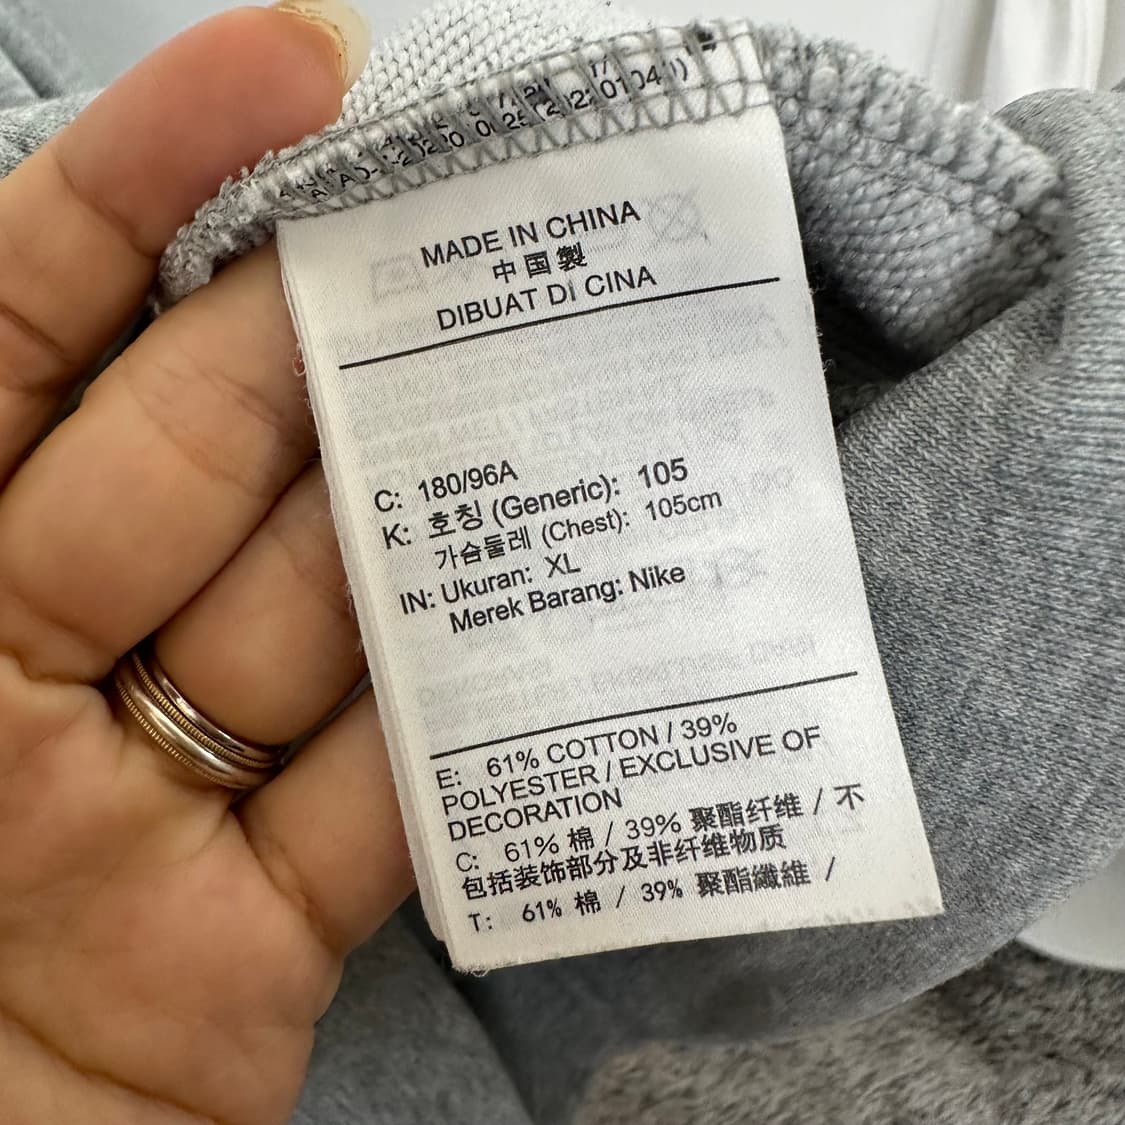 MADE IN CHINA
中国製
DIBUAT DI CINA
C: 180/96A
K: 호칭 (Generic): 105
가슴둘레 (Chest): 105cm
IN: Ukuran: XL
Merek Barang: Nike
E: 61% COTTON / 39%
POLYESTER / EXCLUSIVE OF
DECORATION
C: 61% 棉 / 39% 聚酯纤维 / 不
包括装饰部分及非纤维物质
T: 61% 棉 / 39% 聚酯纖維 /